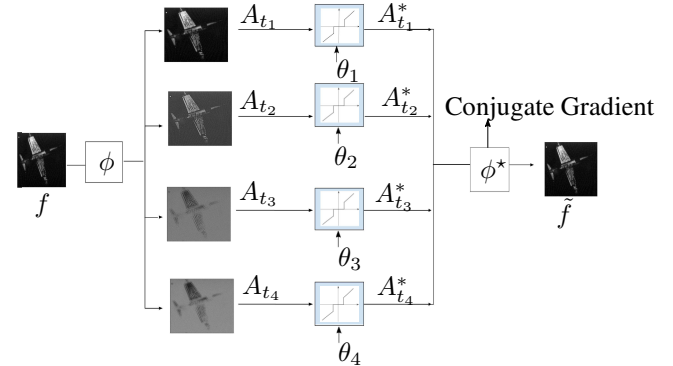 A_{t_1}
A^*_{t_1}
θ_1
A_{t_2}
A^*_{t_2}
θ_2
Conjugate Gradient
f
ϕ
ϕ^⋆
f̃
A_{t_3}
A^*_{t_3}
θ_3
A_{t_4}
A^*_{t_4}
θ_4